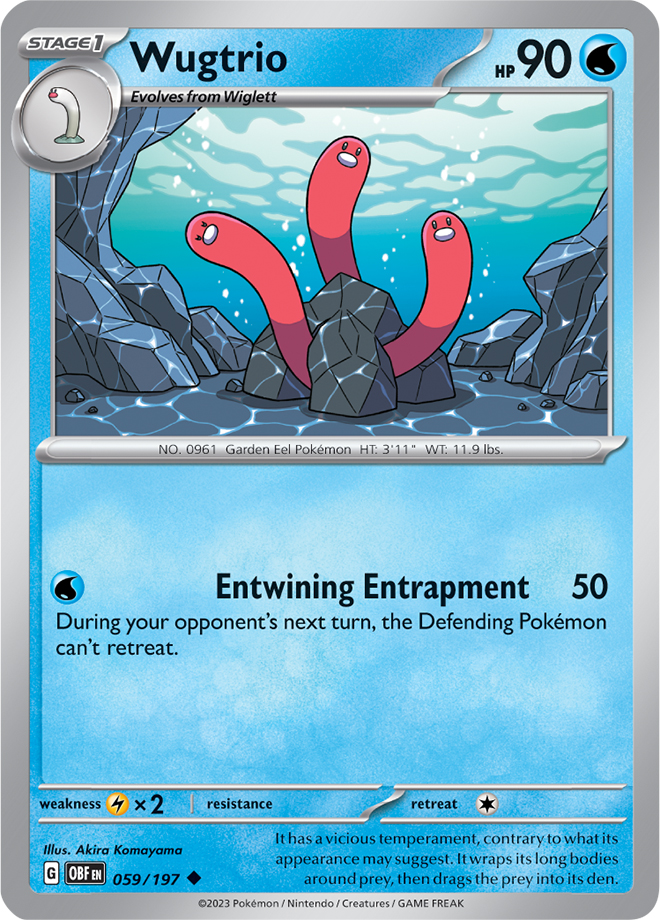 STAGE 1
Wugtrio
HP 90
Evolves from Wiglett
NO. 0961 Garden Eel Pokémon HT: 3'11" WT: 11.9 lbs.
Entwining Entrapment 50
During your opponent's next turn, the Defending Pokémon
can't retreat.
weakness ×2 resistance retreat
Illus. Akira Komayama
G OBF EN 059/197
It has a vicious temperament, contrary to what its
appearance may suggest. It wraps its long bodies
around prey, then drags the prey into its den.
©2023 Pokémon / Nintendo / Creatures / GAME FREAK